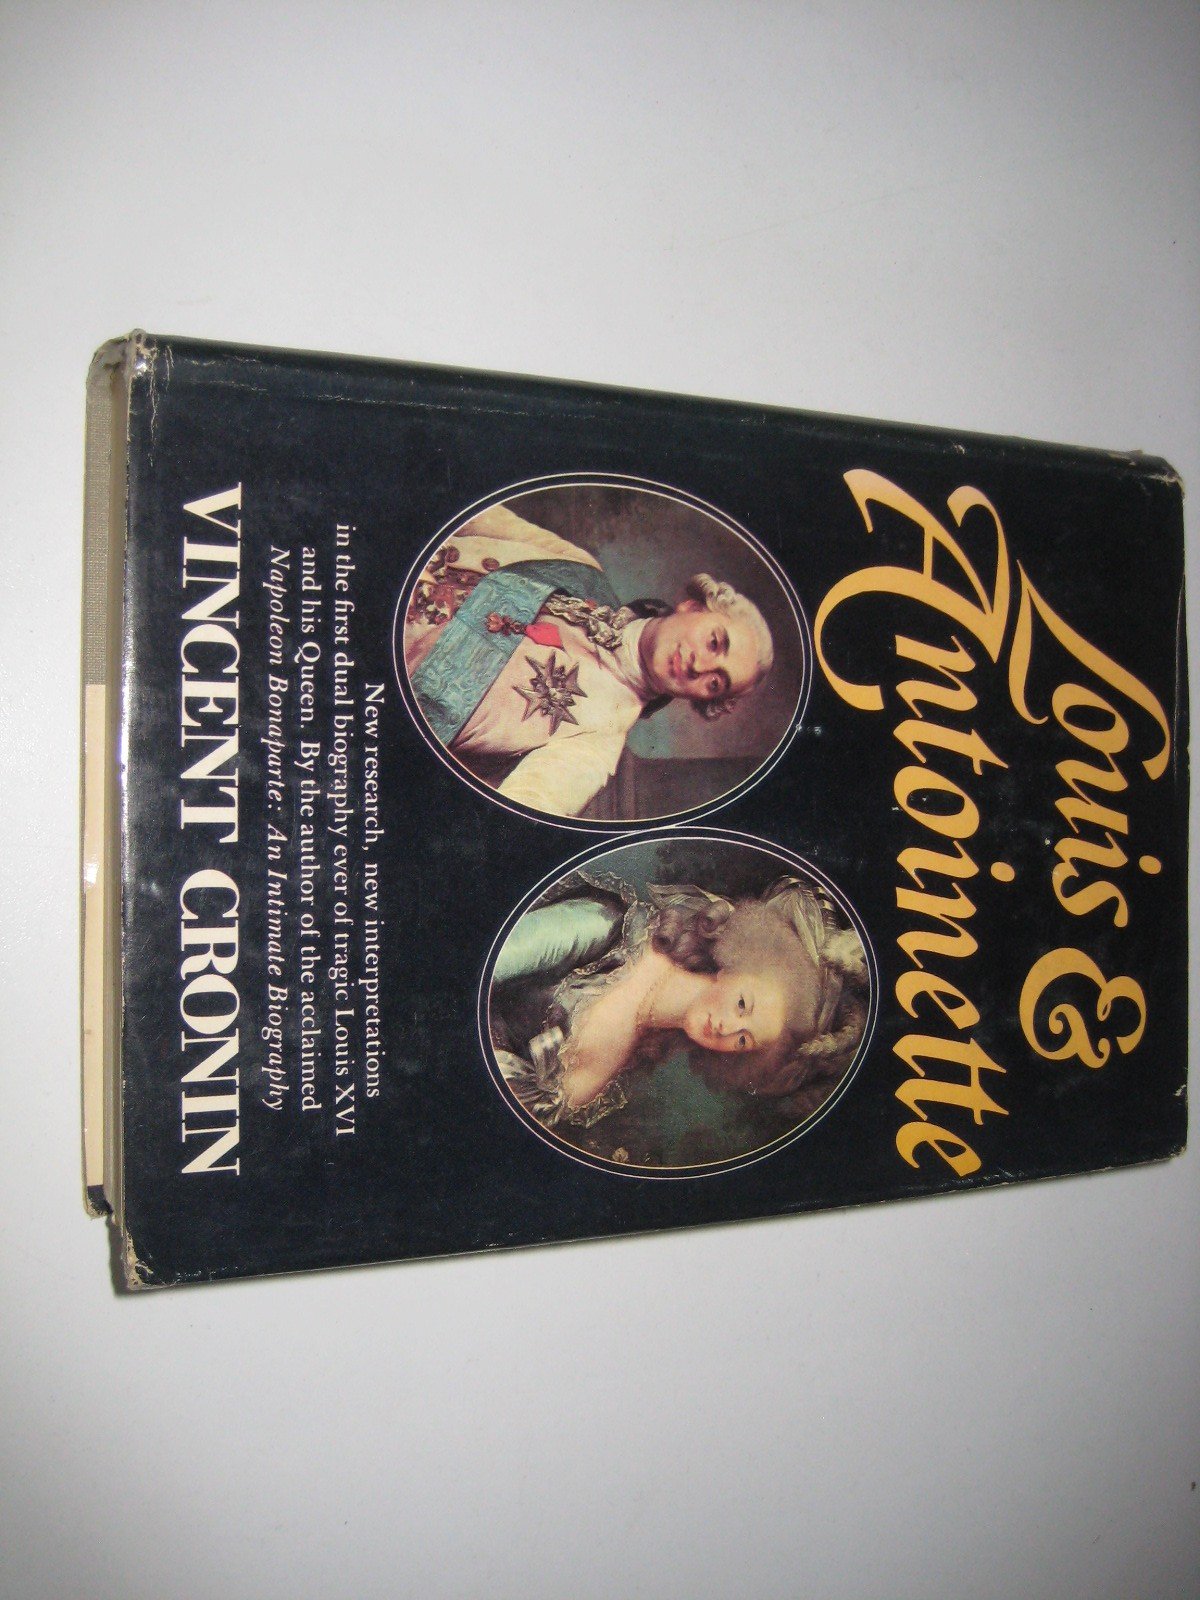 Louis &
Antoinette
New research, new interpretations
in the first dual biography ever of tragic Louis XVI
and his Queen. By the author of the acclaimed
Napoleon Bonaparte: An Intimate Biography
VINCENT CRONIN